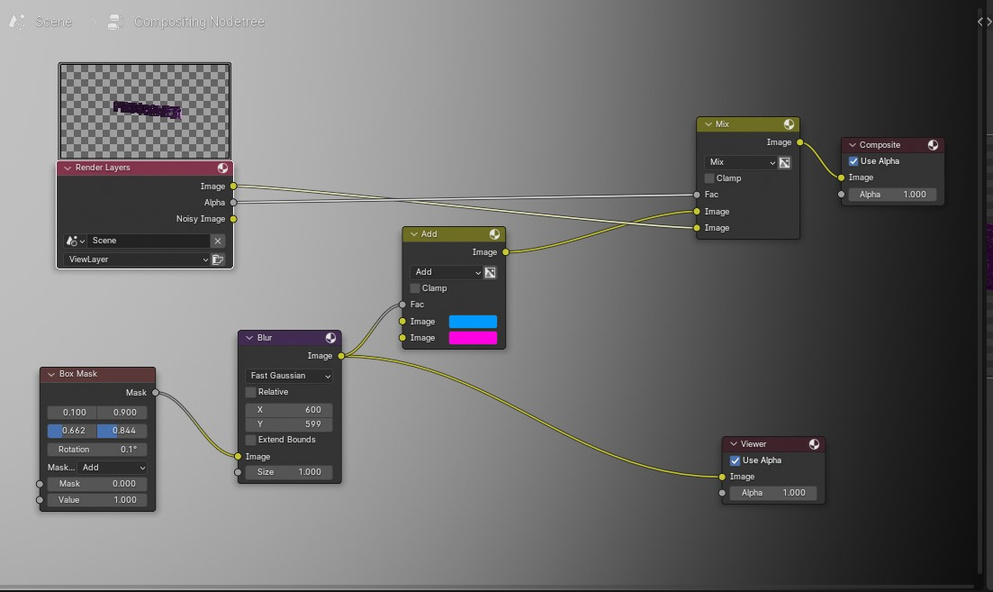 Scene > Compositing Nodetree
Render Layers
Image
Alpha
Noisy Image
Scene
ViewLayer
Mix
Image
Mix
Clamp
Fac
Image
Image
Composite
Use Alpha
Image
Alpha 1.000
Add
Image
Add
Clamp
Fac
Image
Image
Blur
Image
Fast Gaussian
Relative
X 600
Y 599
Extend Bounds
Image
Size 1.000
Box Mask
Mask
0.100 0.900
0.662 0.844
Rotation 0.1°
Mask... Add
Mask 0.000
Value 1.000
Viewer
Use Alpha
Image
Alpha 1.000